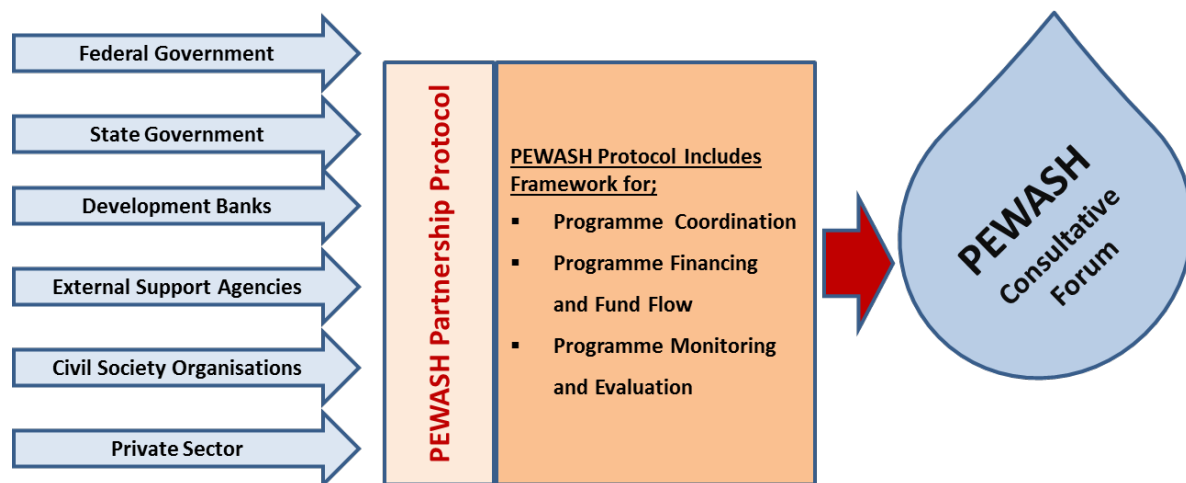 Federal Government
State Government
Development Banks
External Support Agencies
Civil Society Organisations
Private Sector
PEWASH Partnership Protocol
PEWASH Protocol Includes
Framework for;
▪ Programme Coordination
▪ Programme Financing
and Fund Flow
▪ Programme Monitoring
and Evaluation
PEWASH
Consultative
Forum